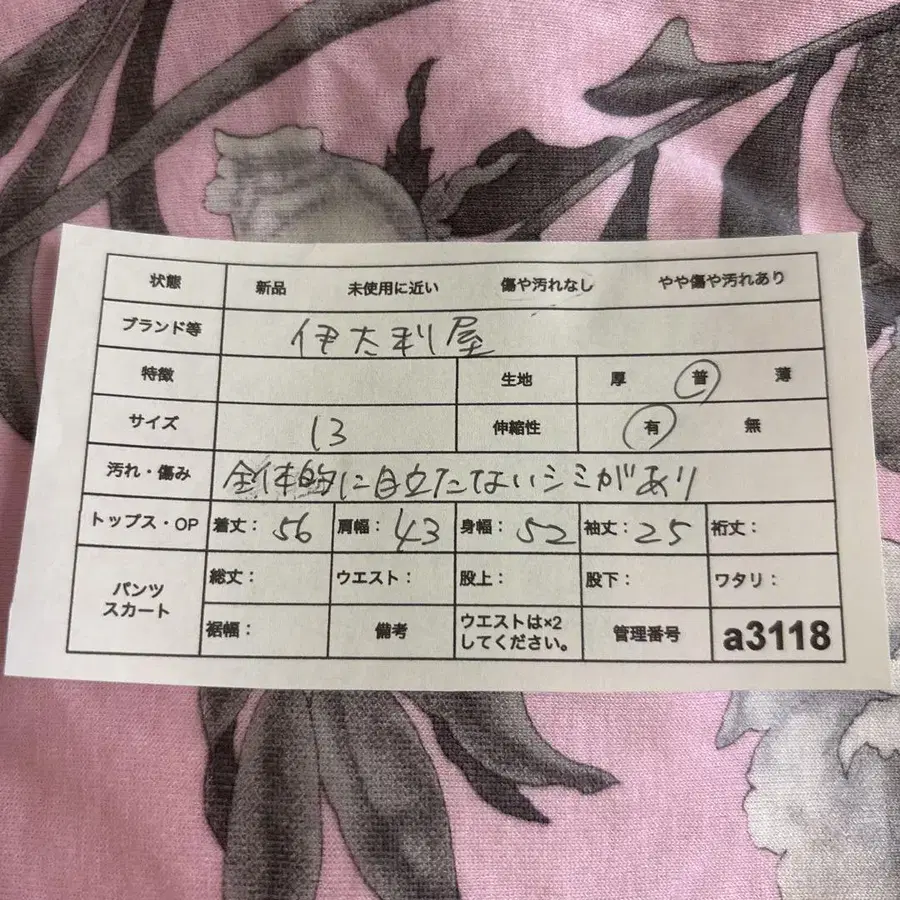 状態 新品 未使用に近い 傷や汚れなし やや傷や汚れあり
ブランド等 伊太利屋
特徴 生地 厚 普 薄
サイズ 13 伸縮性 有 無
汚れ・傷み 全体的に目立たないシミがあり
トップス・OP 着丈: 56 肩幅: 43 身幅: 52 袖丈: 25 裄丈:
パンツ
スカート
総丈: ウエスト: 股上: 股下: ワタリ:
裾幅: 備考 ウエストは×2
してください。 管理番号 a3118